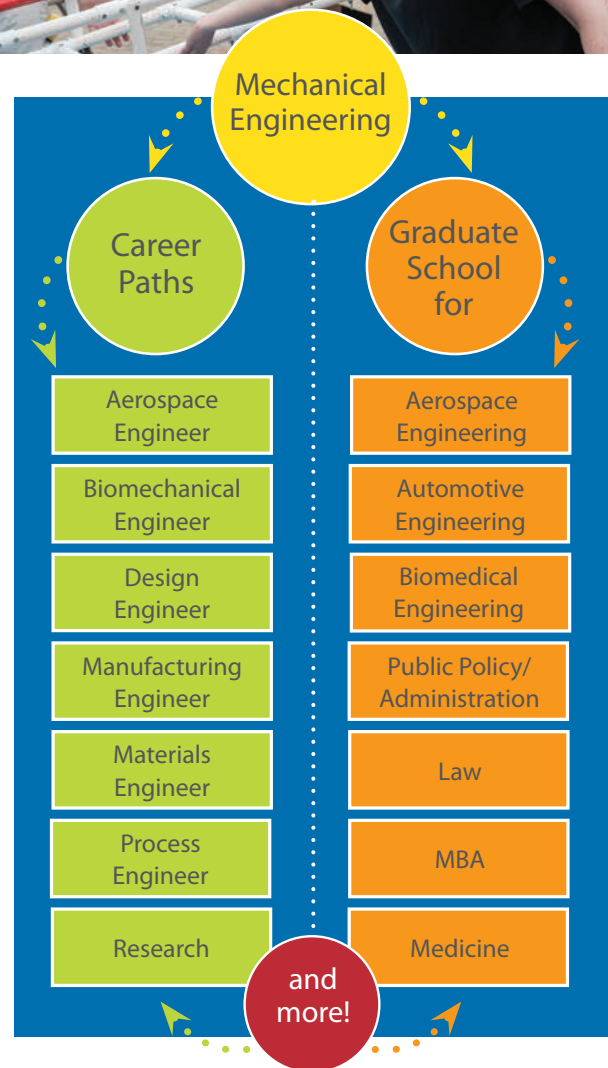 Mechanical
Engineering
Career
Paths
Aerospace
Engineer
Biomechanical
Engineer
Design
Engineer
Manufacturing
Engineer
Materials
Engineer
Process
Engineer
Research
Graduate
School
for
Aerospace
Engineering
Automotive
Engineering
Biomedical
Engineering
Public Policy/
Administration
Law
MBA
Medicine
and
more!